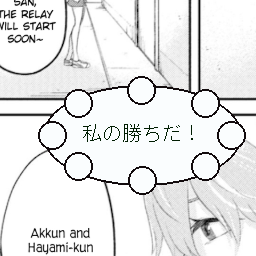 SAN,
THE RELAY
WILL START
SOON~
私の勝ちだ！
Akkun and
Hayami-kun